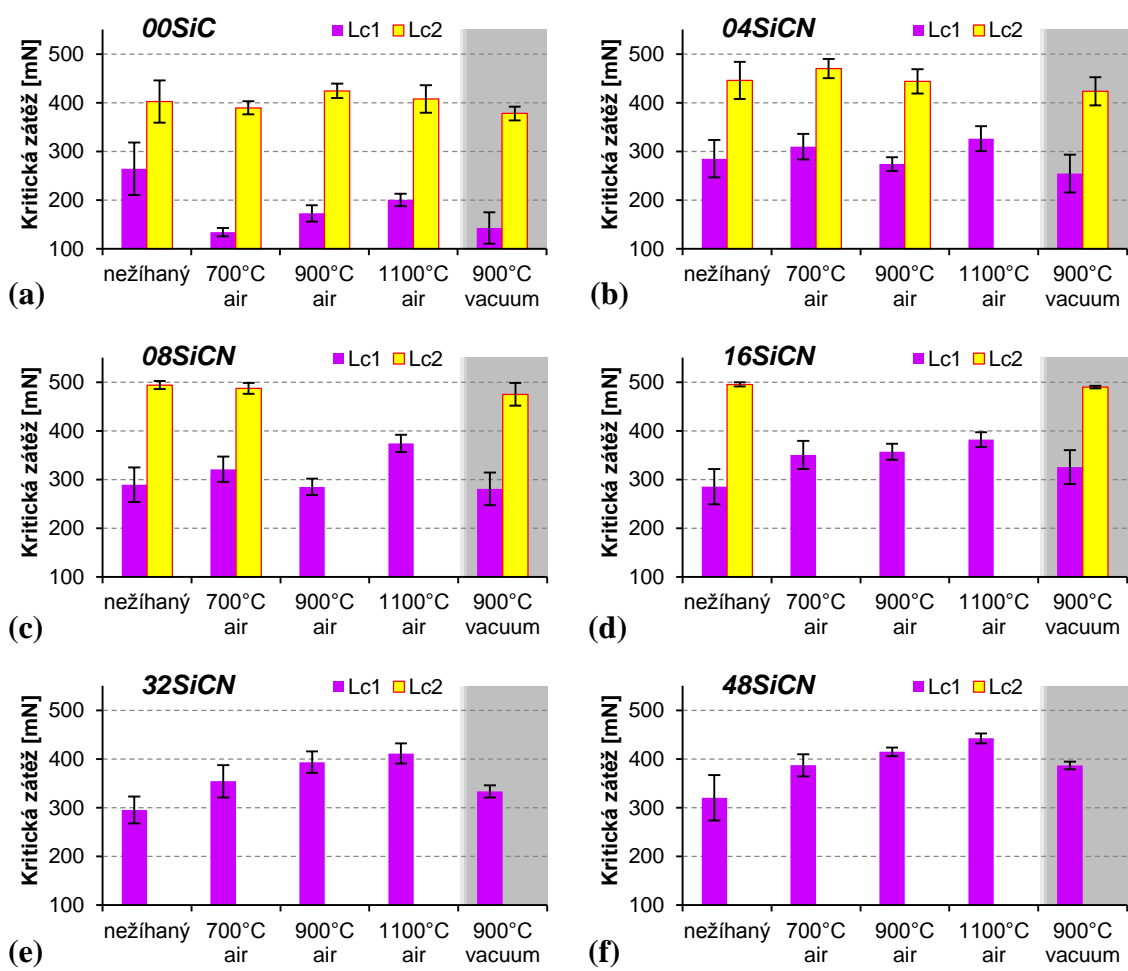 00SiC
Lc1 Lc2
Kritická zátěž [mN]
500
400
300
200
100
nežíhaný 700°C 900°C 1100°C 900°C
air air air vacuum
(a)
04SiCN
Lc1 Lc2
Kritická zátěž [mN]
500
400
300
200
100
nežíhaný 700°C 900°C 1100°C 900°C
air air air vacuum
(b)
08SiCN
Lc1 Lc2
Kritická zátěž [mN]
500
400
300
200
100
nežíhaný 700°C 900°C 1100°C 900°C
air air air vacuum
(c)
16SiCN
Lc1 Lc2
Kritická zátěž [mN]
500
400
300
200
100
nežíhaný 700°C 900°C 1100°C 900°C
air air air vacuum
(d)
32SiCN
Lc1 Lc2
Kritická zátěž [mN]
500
400
300
200
100
nežíhaný 700°C 900°C 1100°C 900°C
air air air vacuum
(e)
48SiCN
Lc1 Lc2
Kritická zátěž [mN]
500
400
300
200
100
nežíhaný 700°C 900°C 1100°C 900°C
air air air vacuum
(f)